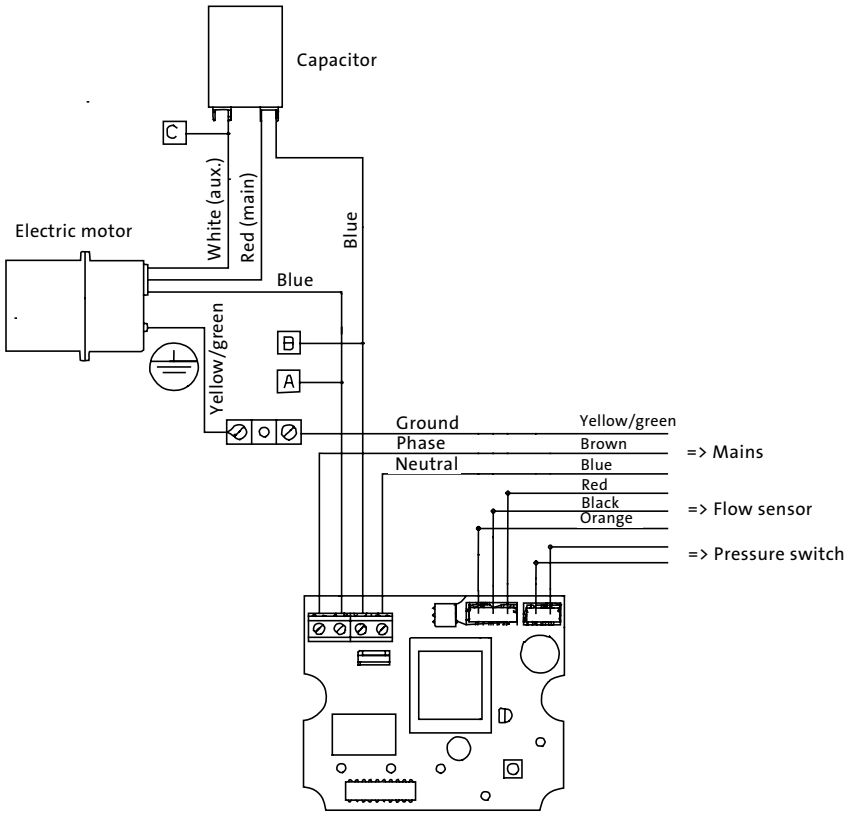 Capacitor
C
White (aux.)
Red (main)
Blue
Electric motor
Blue
Yellow/green
B
A
Ground
Yellow/green
Phase
Brown
=> Mains
Neutral
Blue
Red
Black
=> Flow sensor
Orange
=> Pressure switch